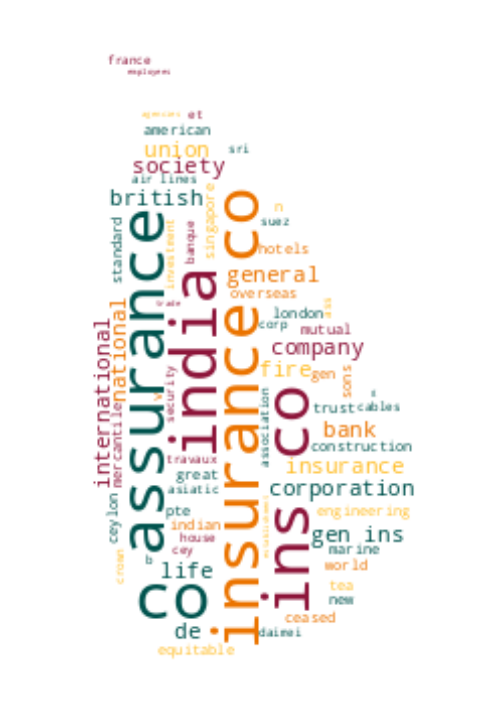 france
employees
agencies et
american
union sri
society
air lines
british
singapore
standard
assurance
investment
banque
india
insurance co
n
suez
hotels
general
overseas
trade
london
ass
corp
mutual
company
international
national
fire
gen
sons
security
mercantile
association
ins co
trust
cables
bank
construction
travaux
insurance
great
asiatic
corporation
ceylon
pte
engineering
indian
gen ins
house
marine
cey
crown
b
life
world
tea
co
new
ceased
de
daimei
equitable